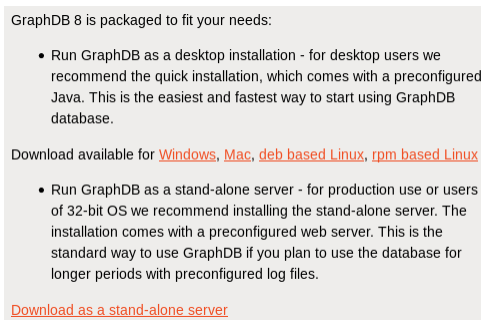 GraphDB 8 is packaged to fit your needs:
• Run GraphDB as a desktop installation - for desktop users we
recommend the quick installation, which comes with a preconfigured
Java. This is the easiest and fastest way to start using GraphDB
database.
Download available for Windows, Mac, deb based Linux, rpm based Linux
• Run GraphDB as a stand-alone server - for production use or users
of 32-bit OS we recommend installing the stand-alone server. The
installation comes with a preconfigured web server. This is the
standard way to use GraphDB if you plan to use the database for
longer periods with preconfigured log files.
Download as a stand-alone server